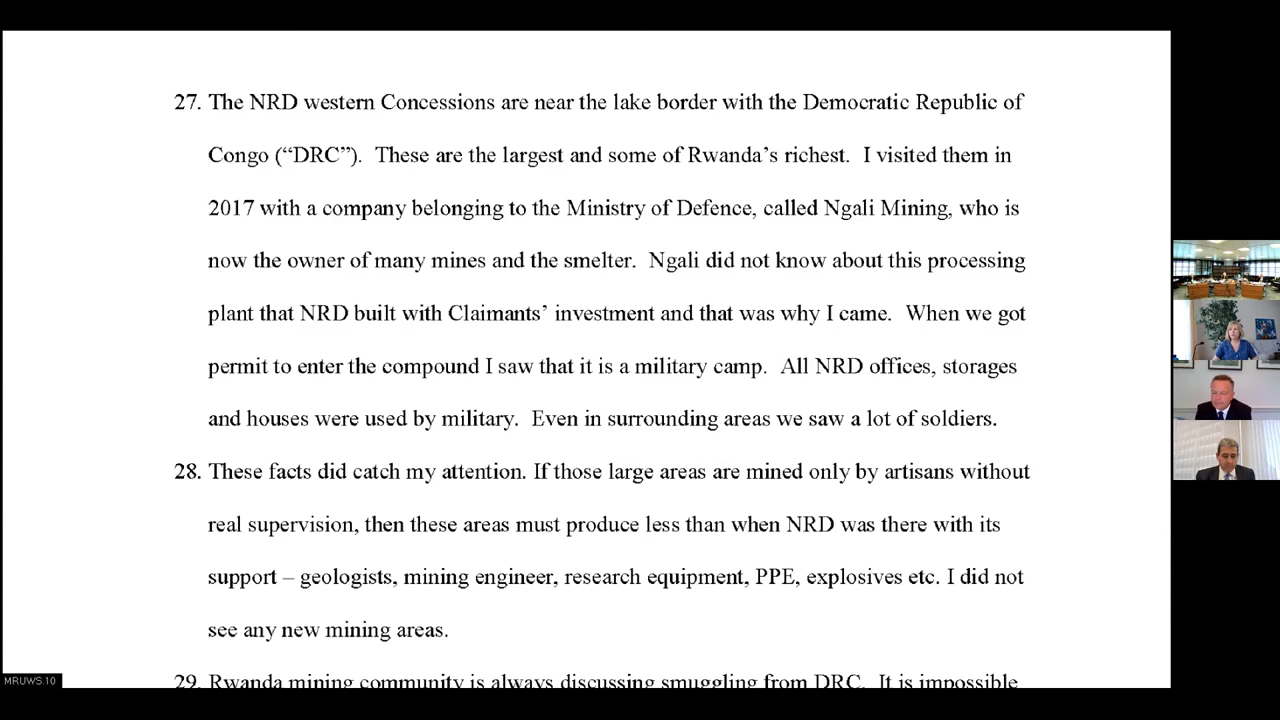 27. The NRD western Concessions are near the lake border with the Democratic Republic of
Congo (“DRC”).  These are the largest and some of Rwanda’s richest.  I visited them in
2017 with a company belonging to the Ministry of Defence, called Ngali Mining, who is
now the owner of many mines and the smelter.  Ngali did not know about this processing
plant that NRD built with Claimants’ investment and that was why I came.  When we got
permit to enter the compound I saw that it is a military camp.  All NRD offices, storages
and houses were used by military.  Even in surrounding areas we saw a lot of soldiers.
28. These facts did catch my attention. If those large areas are mined only by artisans without
real supervision, then these areas must produce less than when NRD was there with its
support – geologists, mining engineer, research equipment, PPE, explosives etc. I did not
see any new mining areas.
29. Rwanda mining community is always discussing smuggling from DRC.  It is impossible
MRUWS.10